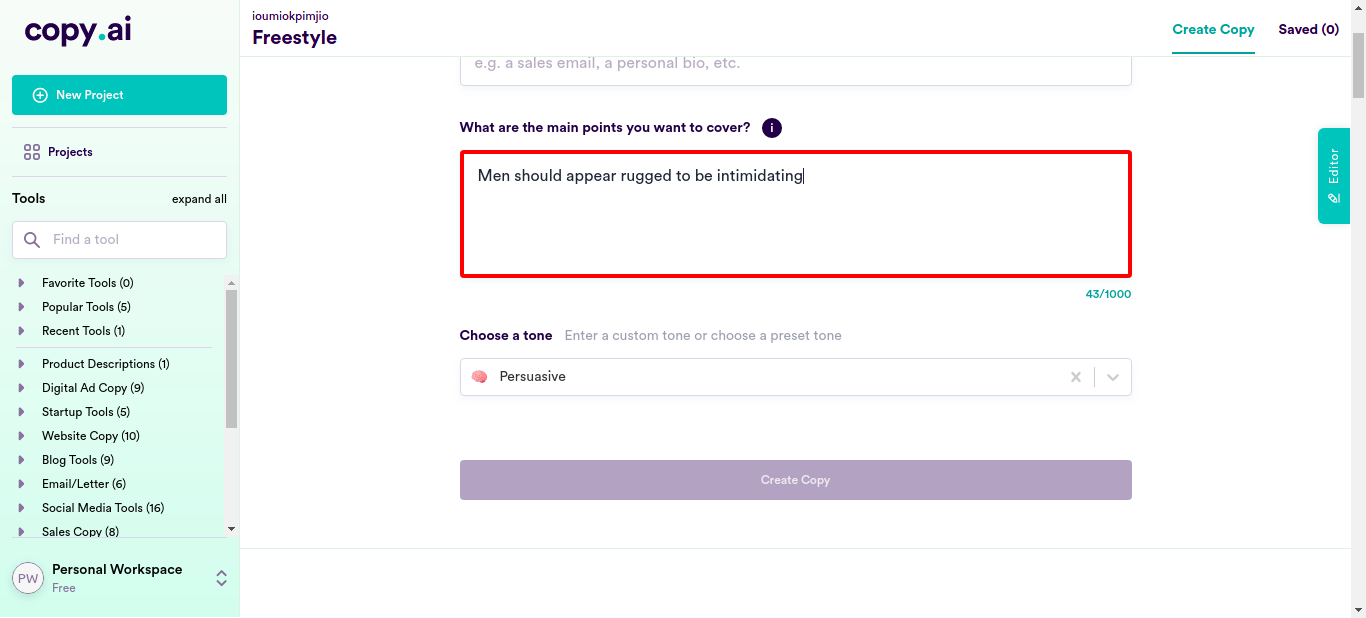 copy.ai
New Project
Projects
Tools
expand all
Find a tool
Favorite Tools (0)
Popular Tools (5)
Recent Tools (1)
Product Descriptions (1)
Digital Ad Copy (9)
Startup Tools (5)
Website Copy (10)
Blog Tools (9)
Email/Letter (6)
Social Media Tools (16)
Sales Copy (8)
PW
Personal Workspace
Free
ioumiokpimjio
Freestyle
Create Copy
Saved (0)
e.g. a sales email, a personal bio, etc.
What are the main points you want to cover?
i
Men should appear rugged to be intimidating
43/1000
Choose a tone
Enter a custom tone or choose a preset tone
Persuasive
Create Copy
Editor